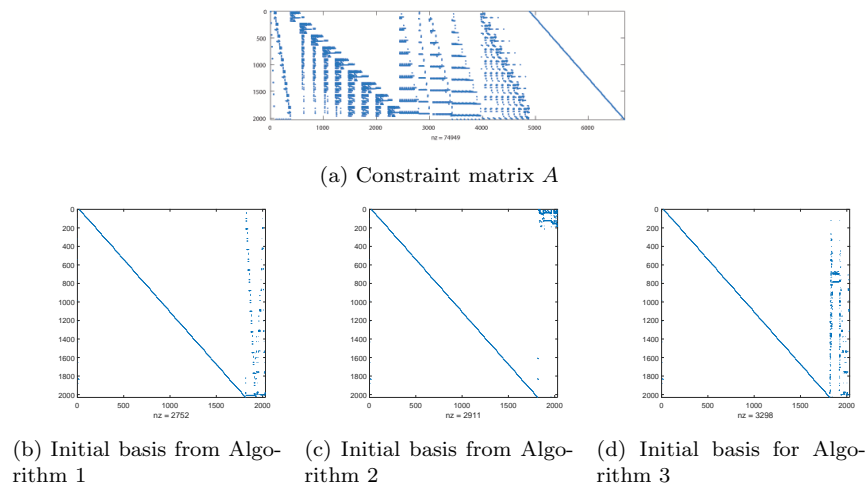 0
500
1000
1500
2000
0 1000 2000 3000 4000 5000 6000
nz = 74949
(a) Constraint matrix A
0
200
400
600
800
1000
1200
1400
1600
1800
2000
0 500 1000 1500 2000
nz = 2752
0
200
400
600
800
1000
1200
1400
1600
1800
2000
0 500 1000 1500 2000
nz = 2911
0
200
400
600
800
1000
1200
1400
1600
1800
2000
0 500 1000 1500 2000
nz = 3298
(b) Initial basis from Algo-
rithm 1
(c) Initial basis from Algo-
rithm 2
(d) Initial basis for Algo-
rithm 3